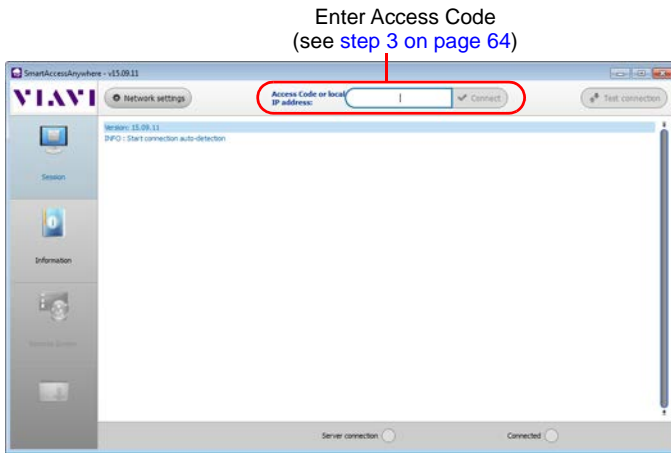 Enter Access Code
(see step 3 on page 64)
SmartAccessAnywhere - v15.09.11
VIAVI
Network settings
Access Code or local
IP address:
Connect
Test connection
Version: 15.09.11
INFO : Start connection auto-detection
Session
Information
Remote Screen
Server connection
Connected